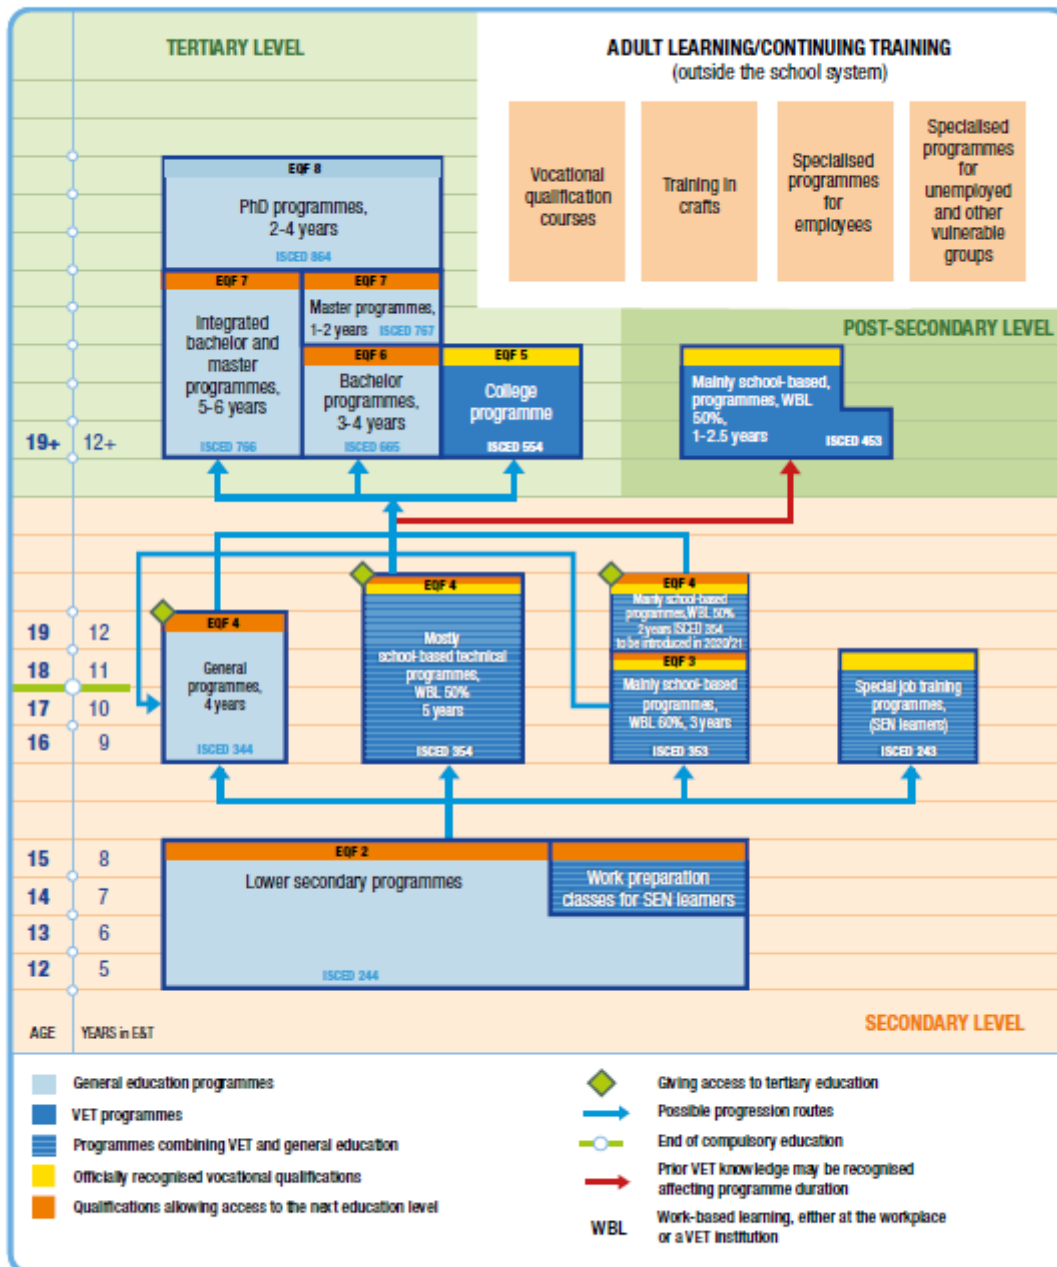 TERTIARY LEVEL
ADULT LEARNING/CONTINUING TRAINING
(outside the school system)
Vocational
qualification
courses
Training in
crafts
Specialised
programmes
for
employees
Specialised
programmes
for
unemployed
and other
vulnerable
groups
EQF 8
PhD programmes,
2-4 years
ISCED 864
EQF 7
Integrated
bachelor and
master
programmes,
5-6 years
ISCED 766
EQF 7
Master programmes,
1-2 years ISCED 767
EQF 6
Bachelor
programmes,
3-4 years
ISCED 665
EQF 5
College
programme
ISCED 554
POST-SECONDARY LEVEL
Mainly school-based,
programmes, WBL
50%,
1-2.5 years
ISCED 453
19+ 12+
EQF 4
General
programmes,
4 years
ISCED 344
EQF 4
Mostly
school-based technical
programmes,
WBL 50%
5 years
ISCED 354
EQF 4
Mainly school-based
programmes, WBL 50%
2 years ISCED 354
to be introduced in 2020/21
EQF 3
Mainly school-based
programmes,
WBL 60%, 3 years
ISCED 353
Special job training
programmes,
(SEN learners)
ISCED 243
19 12
18 11
17 10
16 9
EQF 2
Lower secondary programmes
ISCED 244
Work preparation
classes for SEN learners
15 8
14 7
13 6
12 5
AGE YEARS in E&T
SECONDARY LEVEL
General education programmes
VET programmes
Programmes combining VET and general education
Officially recognised vocational qualifications
Qualifications allowing access to the next education level
Giving access to tertiary education
Possible progression routes
End of compulsory education
Prior VET knowledge may be recognised
affecting programme duration
WBL
Work-based learning, either at the workplace
or a VET institution